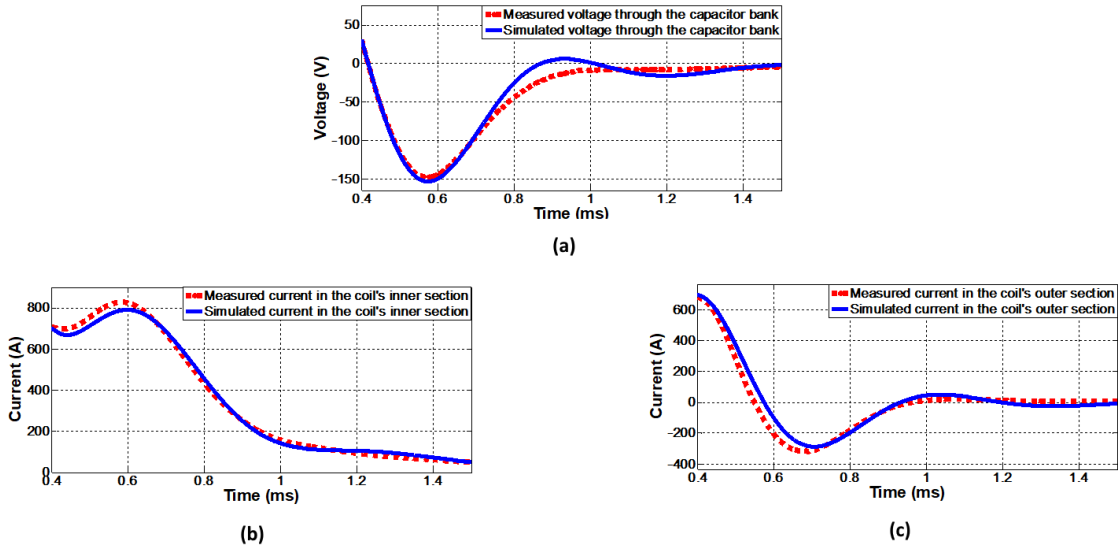 Measured voltage through the capacitor bank
Simulated voltage through the capacitor bank
50
0
-50
-100
-150
Voltage (V)
0.4 0.6 0.8 1 1.2 1.4
Time (ms)
(a)
Measured current in the coil's inner section
Simulated current in the coil's inner section
800
600
400
200
0
Current (A)
0.4 0.6 0.8 1 1.2 1.4
Time (ms)
(b)
Measured current in the coil's outer section
Simulated current in the coil's outer section
600
400
200
0
-200
-400
Current (A)
0.4 0.6 0.8 1 1.2 1.4
Time (ms)
(c)